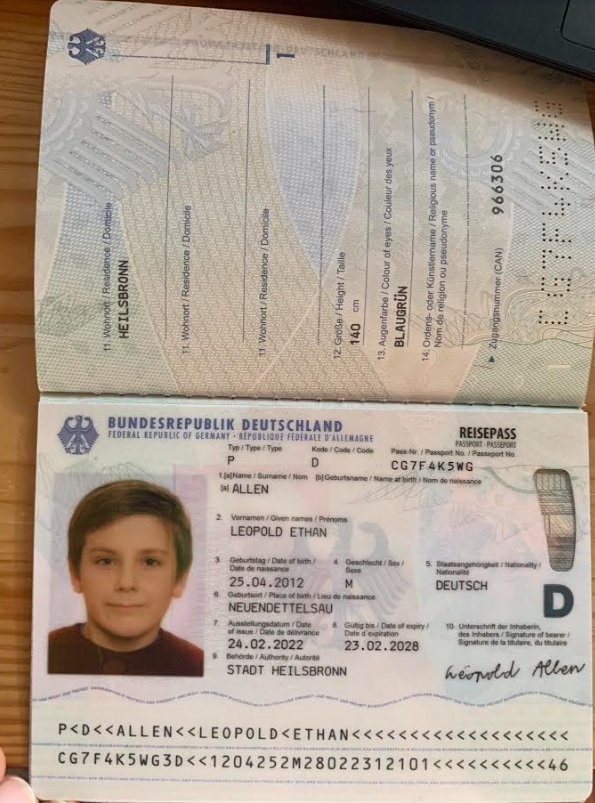 1
11. Wohnort / Residence / Domicile
HEILSBRONN
11. Wohnort / Residence / Domicile
11. Wohnort / Residence / Domicile
12. Größe / Height / Taille
140 cm
13. Augenfarbe / Colour of eyes / Couleur des yeux
BLAUGRÜN
14. Ordens- oder Künstlername / Religious name or pseudonym /
Nom de religion ou pseudonyme
Zugangsnummer (CAN) 966306
BUNDESREPUBLIK DEUTSCHLAND
FEDERAL REPUBLIC OF GERMANY · RÉPUBLIQUE FÉDÉRALE D'ALLEMAGNE
REISEPASS
PASSPORT · PASSEPORT
Typ / Type / Type Kode / Code / Code Pass-Nr. / Passport No. / Passeport No.
P D CG7F4K5WG
1.[a]Name / Surname / Nom [b]Geburtsname / Name at birth / Nom de naissance
[a] ALLEN
2. Vornamen / Given names / Prénoms
LEOPOLD ETHAN
3. Geburtstag / Date of birth /
Date de naissance
4. Geschlecht / Sex /
Sexe
5. Staatsangehörigkeit / Nationality /
Nationalité
25.04.2012 M DEUTSCH
D
6. Geburtsort / Place of birth / Lieu de naissance
NEUENDETTELSAU
7. Ausstellungsdatum / Date
of issue / Date de délivrance
8. Gültig bis / Date of expiry /
Date d'expiration
10. Unterschrift der Inhaberin,
des Inhabers / Signature of bearer /
Signature de la titulaire, du titulaire
24.02.2022 23.02.2028
9. Behörde / Authority / Autorité
STADT HEILSBRONN
Leopold Allen
P<D<<ALLEN<<LEOPOLD<ETHAN<<<<<<<<<<<<<<<<<<<
CG7F4K5WG3D<<1204252M28022312101<<<<<<<<<46